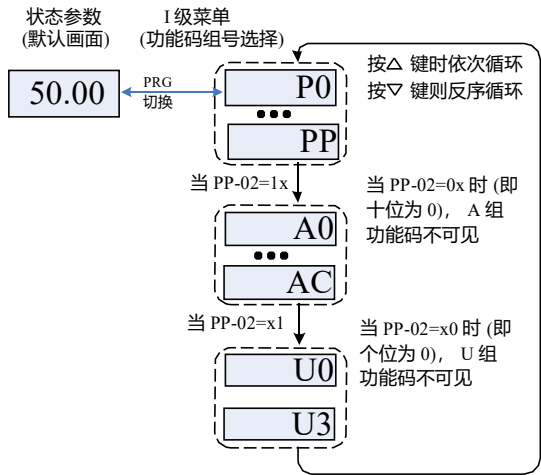 状态参数
(默认画面)
I 级菜单
(功能码组号选择)
50.00
PRG
切换
P0
PP
按△ 键时依次循环
按▽ 键则反序循环
当 PP-02=1x
当 PP-02=0x 时 (即
十位为 0)， A 组
功能码不可见
A0
AC
当 PP-02=x1
当 PP-02=x0 时 (即
个位为 0)， U 组
功能码不可见
U0
U3